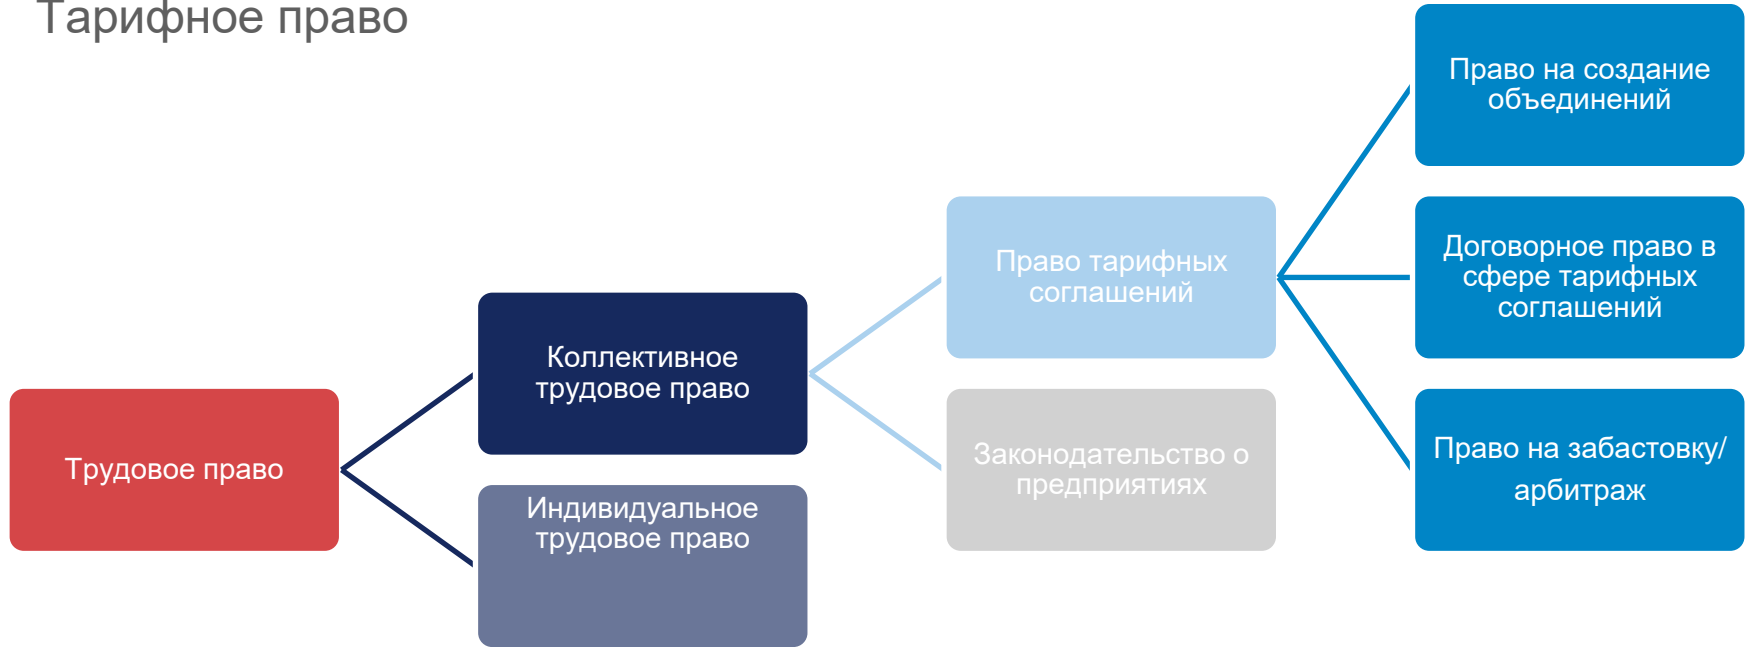 Тарифное право
Трудовое право
Коллективное
трудовое право
Индивидуальное
трудовое право
Право тарифных
соглашений
Законодательство о
предприятиях
Право на создание
объединений
Договорное право в
сфере тарифных
соглашений
Право на забастовку/
арбитраж